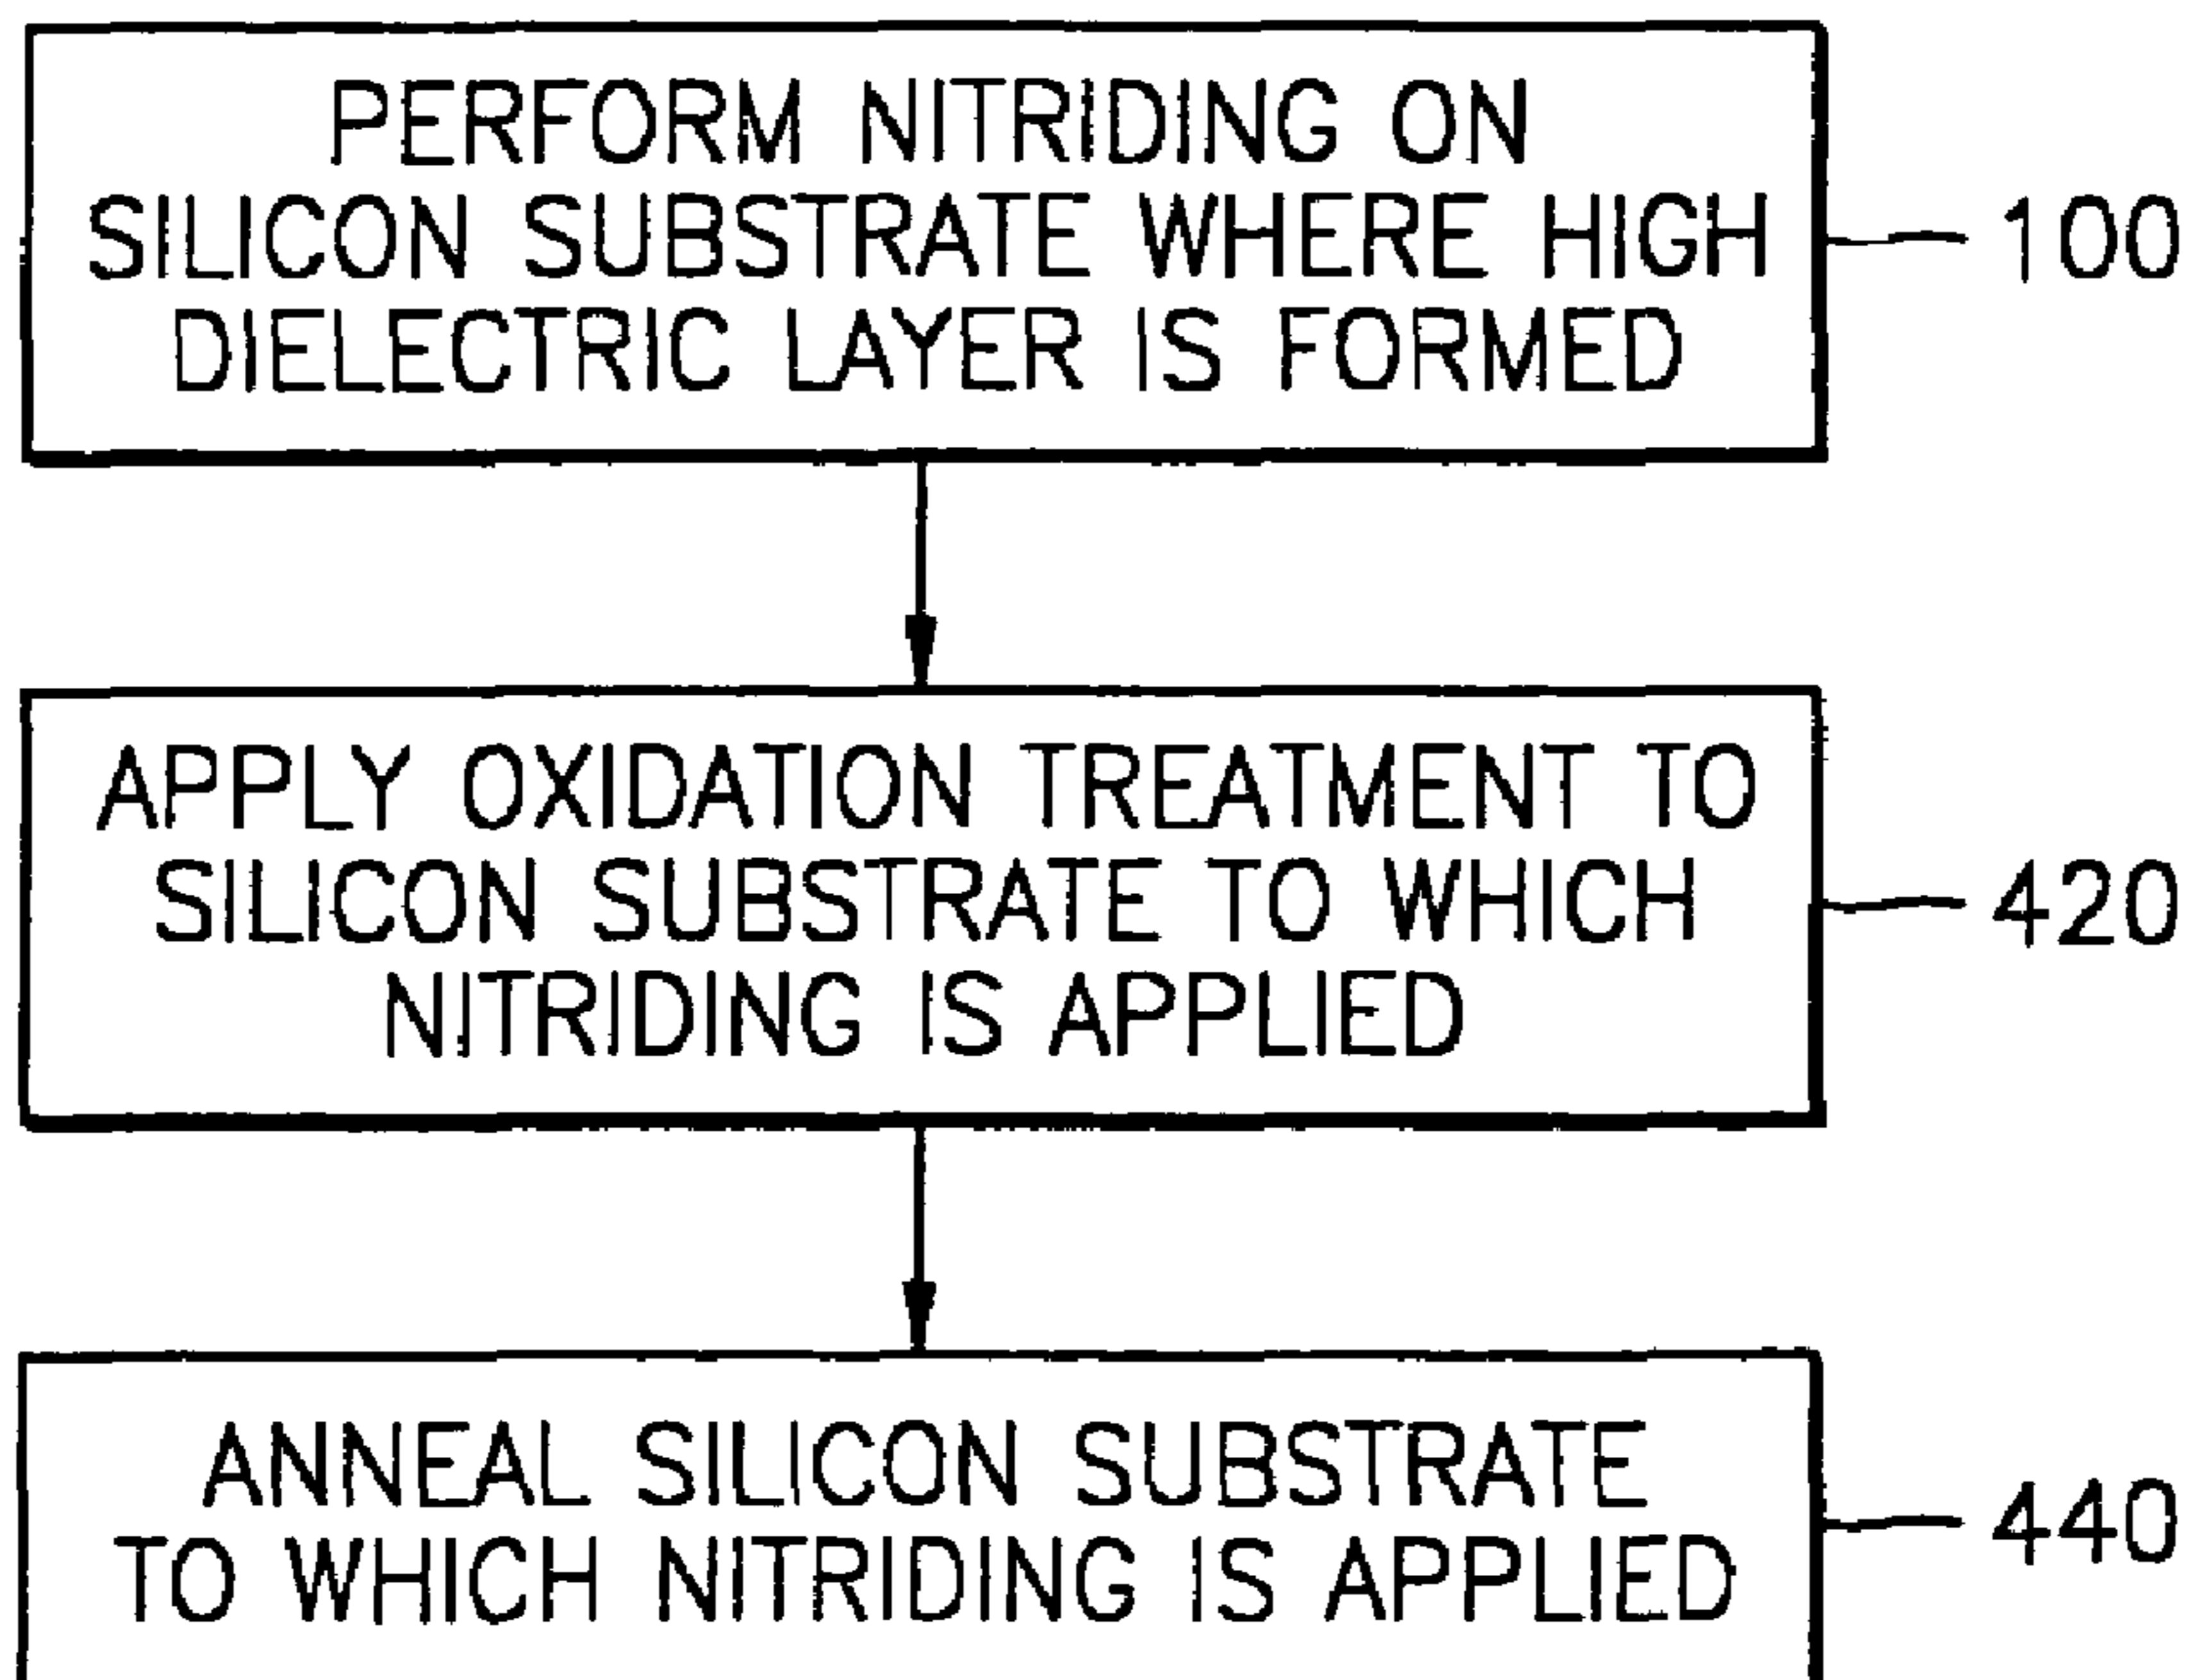 PERFORM NITRIDING ON
SILICON SUBSTRATE WHERE HIGH
DIELECTRIC LAYER IS FORMED
100
APPLY OXIDATION TREATMENT TO
SILICON SUBSTRATE TO WHICH
NITRIDING IS APPLIED
420
ANNEAL SILICON SUBSTRATE
TO WHICH NITRIDING IS APPLIED
440